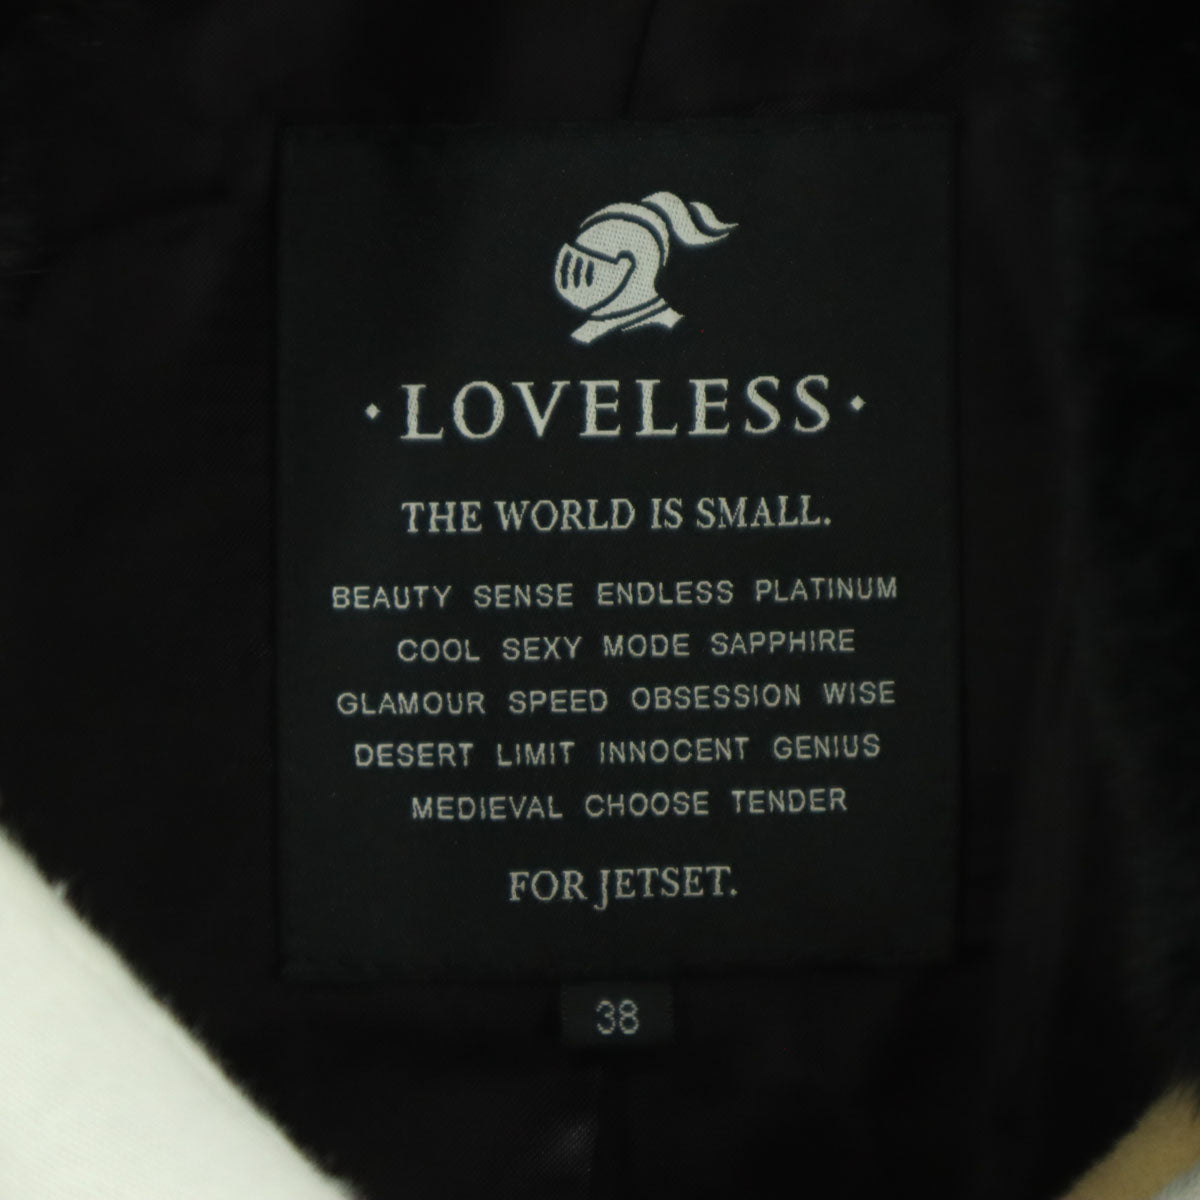 · LOVELESS ·
THE WORLD IS SMALL.
BEAUTY SENSE ENDLESS PLATINUM
COOL SEXY MODE SAPPHIRE
GLAMOUR SPEED OBSESSION WISE
DESERT LIMIT INNOCENT GENIUS
MEDIEVAL CHOOSE TENDER
FOR JETSET.
38